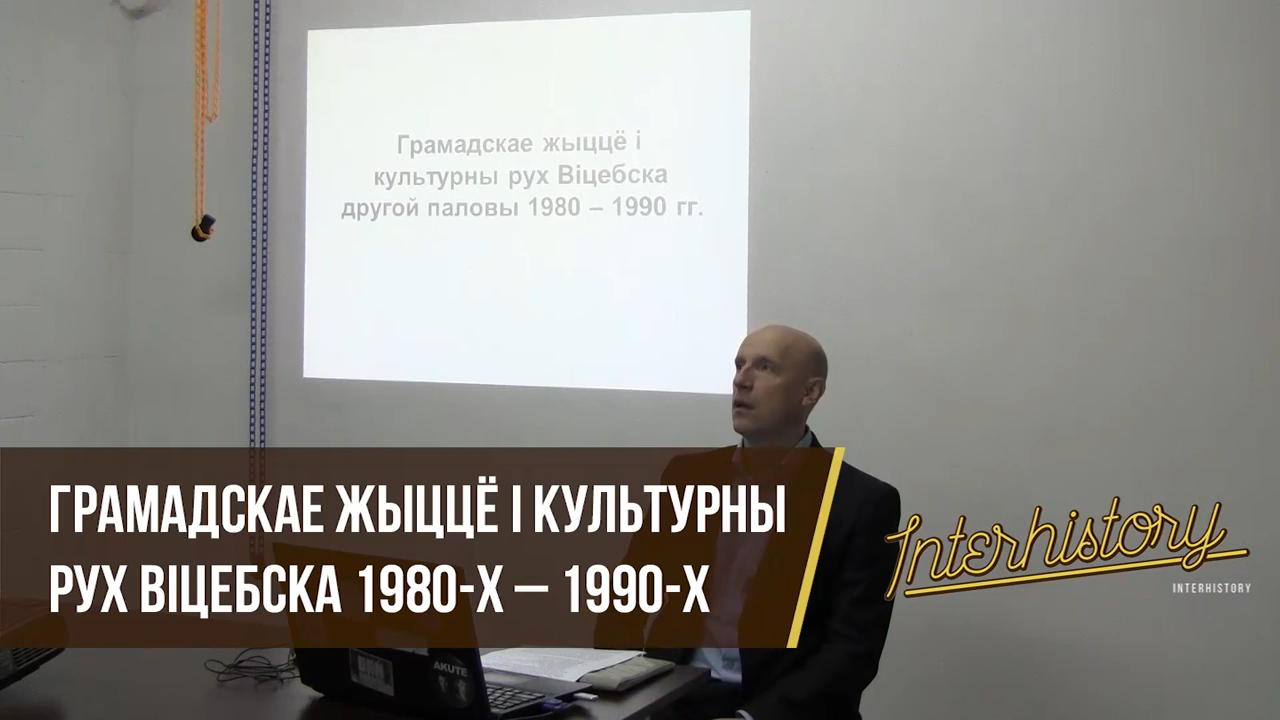 Грамадскае жыццё і
культурны рух Віцебска
другой паловы 1980 – 1990 гг.
ГРАМАДСКАЕ ЖЫЦЦЁ І КУЛЬТУРНЫ
РУХ ВІЦЕБСКА 1980-Х – 1990-Х
Interhistory
INTERHISTORY
AKUTE